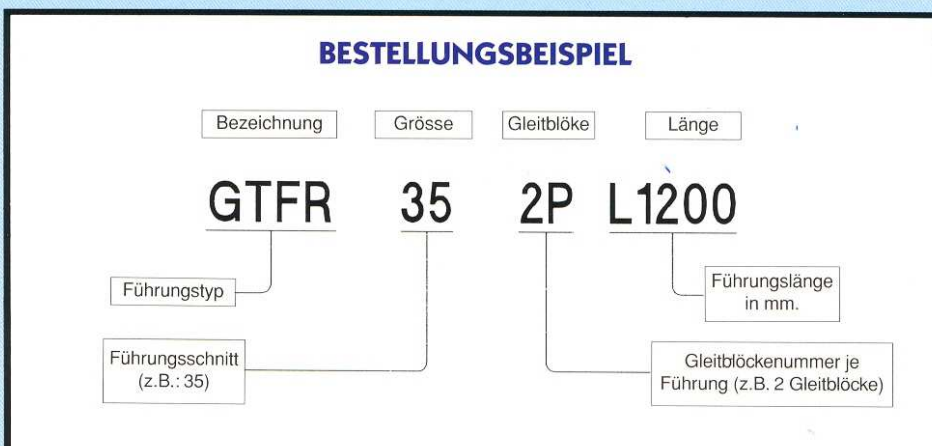 BESTELLUNGSBEISPIEL
Bezeichnung Grösse Gleitblöke Länge
GTFR 35 2P L1200
Führungstyp
Führungslänge
in mm.
Führungsschnitt
(z.B.: 35)
Gleitblöckenummer je
Führung (z.B. 2 Gleitblöcke)